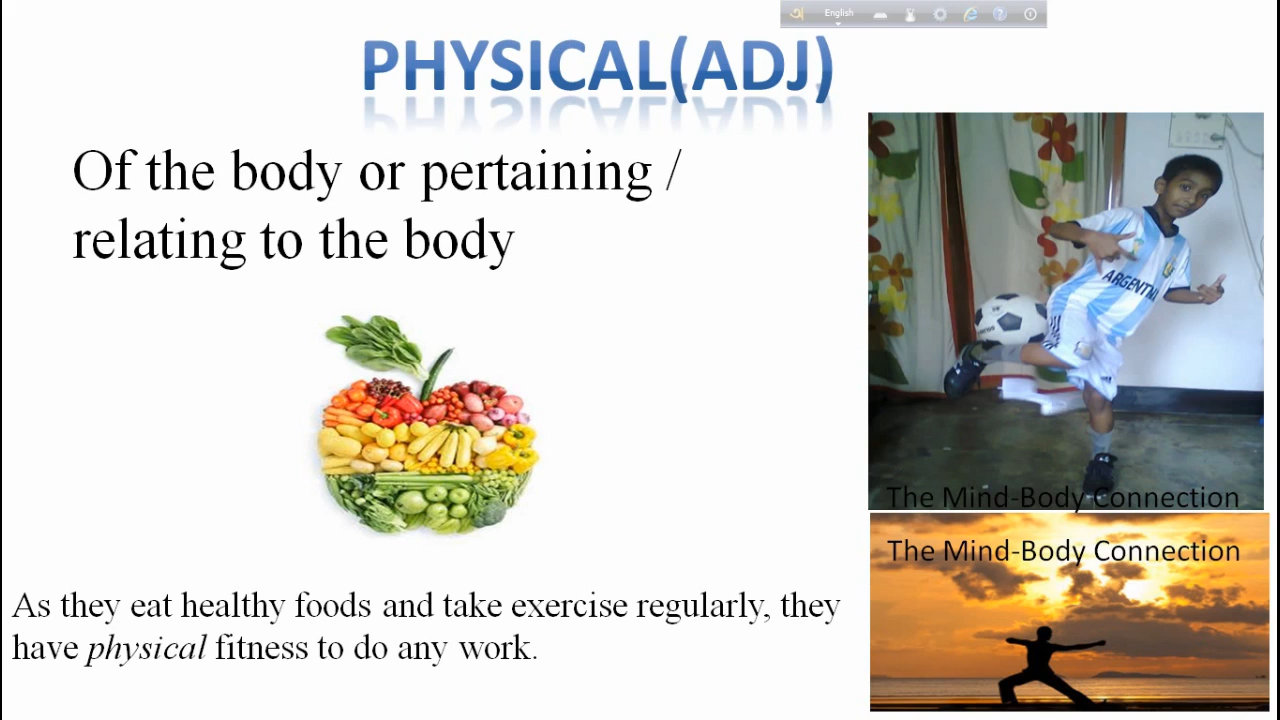 English
PHYSICAL(ADJ)
Of the body or pertaining /
relating to the body
ARGENTINA
The Mind-Body Connection
The Mind-Body Connection
As they eat healthy foods and take exercise regularly, they
have physical fitness to do any work.